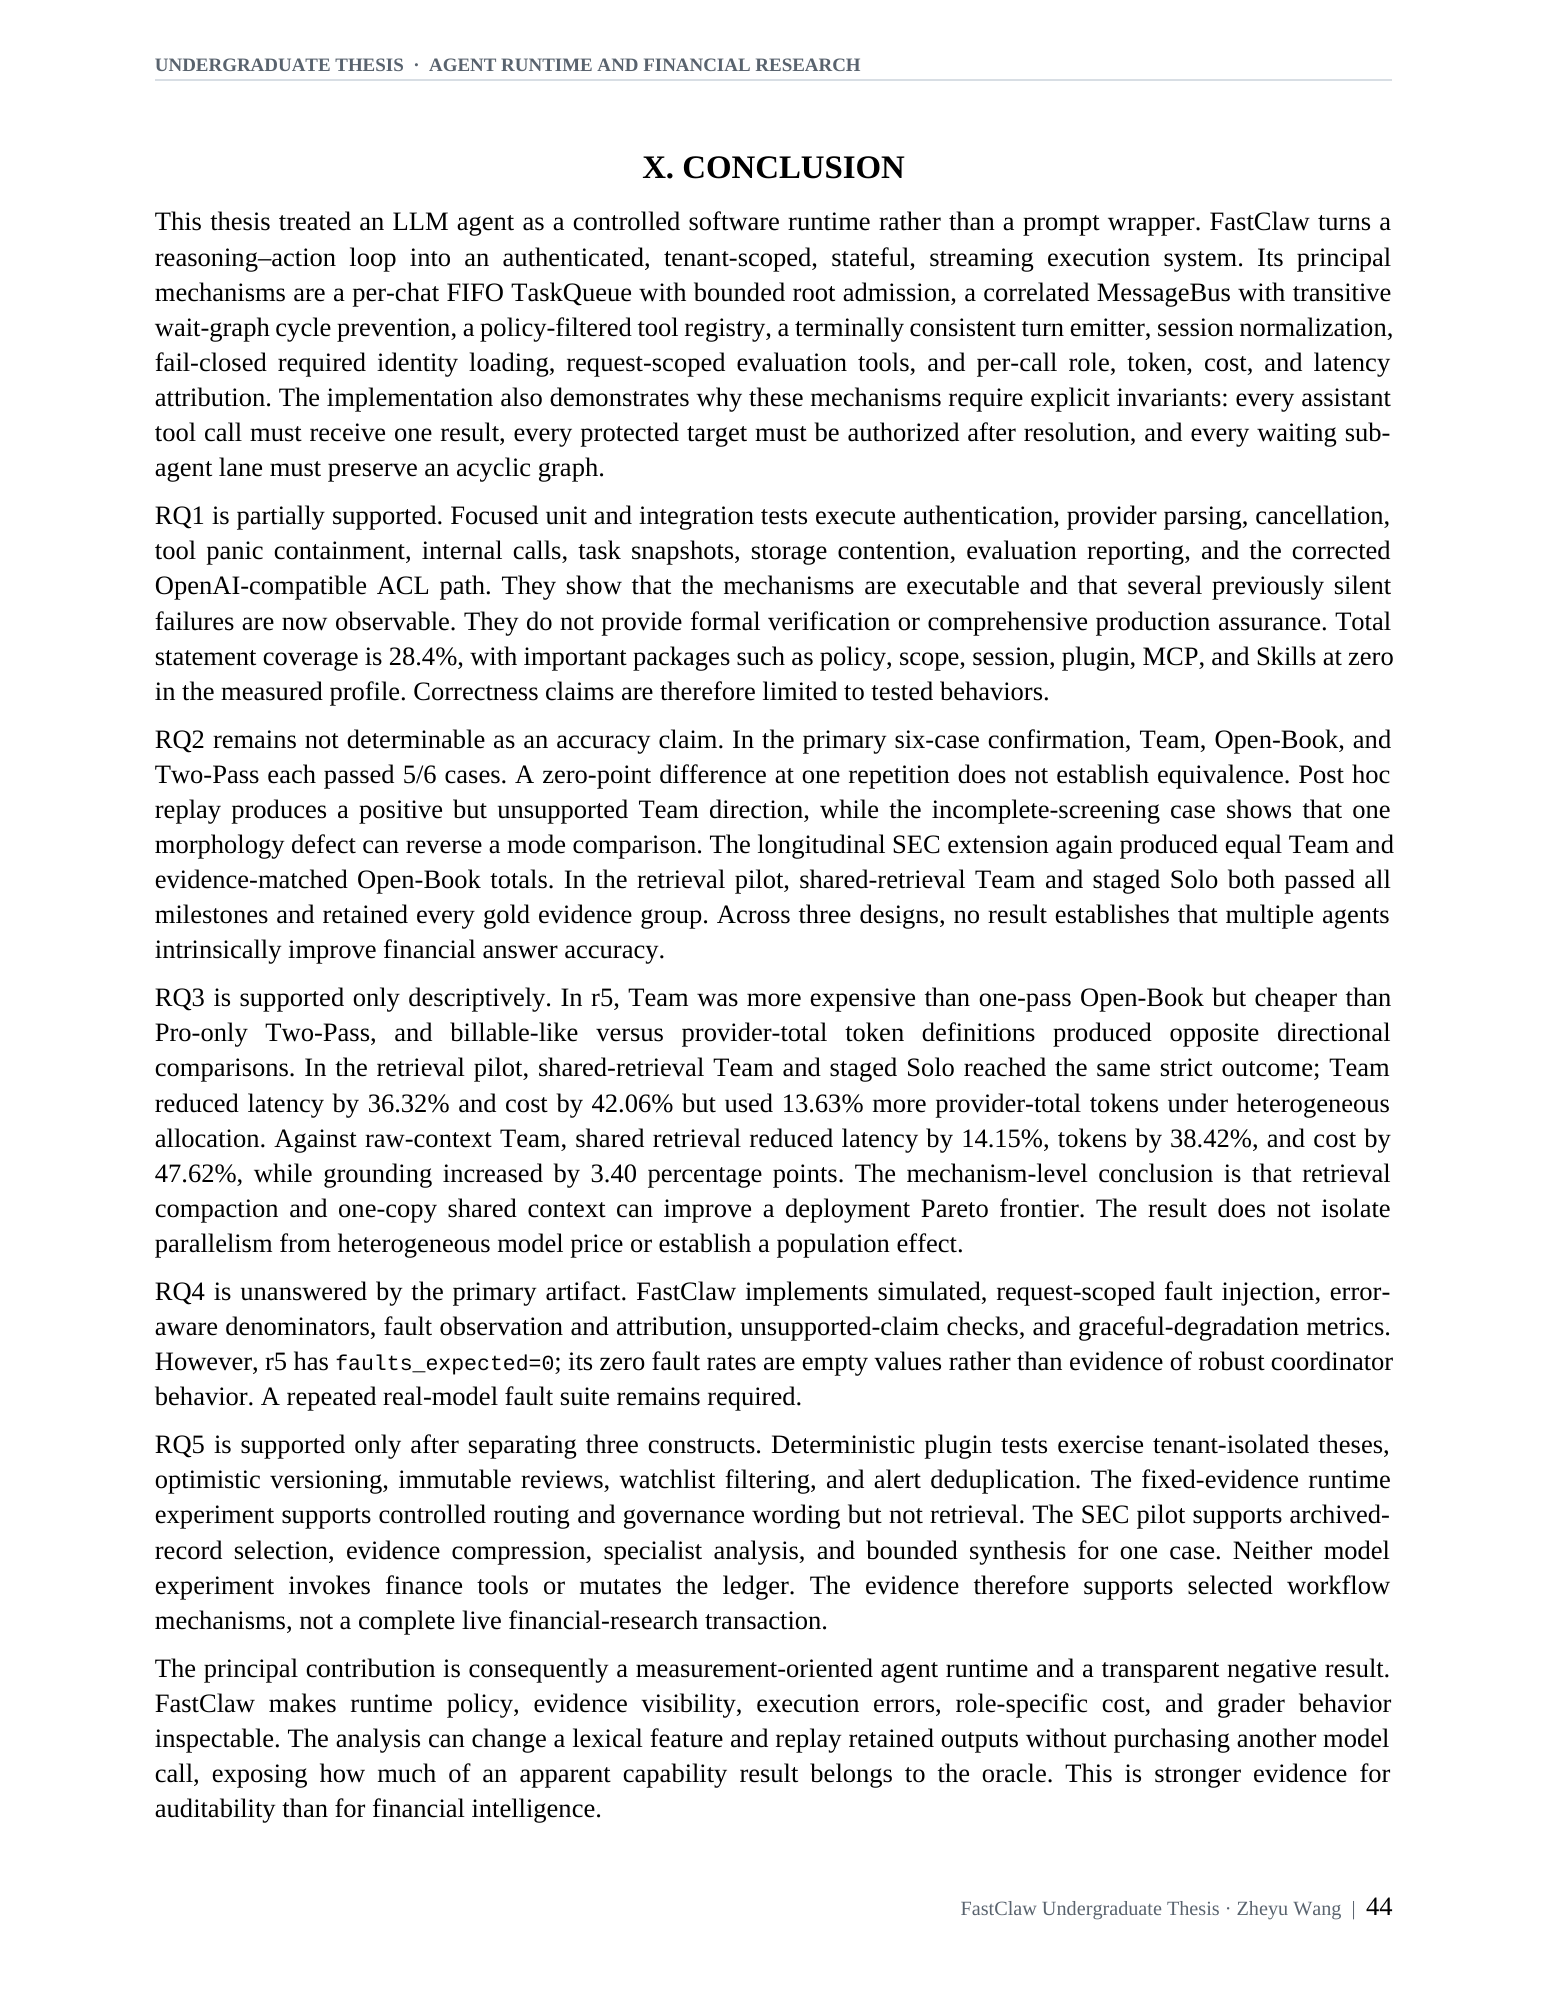 UNDERGRADUATE THESIS · AGENT RUNTIME AND FINANCIAL RESEARCH
X. CONCLUSION
This thesis treated an LLM agent as a controlled software runtime rather than a prompt wrapper. FastClaw turns a
reasoning–action loop into an authenticated, tenant-scoped, stateful, streaming execution system. Its principal
mechanisms are a per-chat FIFO TaskQueue with bounded root admission, a correlated MessageBus with transitive
wait-graph cycle prevention, a policy-filtered tool registry, a terminally consistent turn emitter, session normalization,
fail-closed required identity loading, request-scoped evaluation tools, and per-call role, token, cost, and latency
attribution. The implementation also demonstrates why these mechanisms require explicit invariants: every assistant
tool call must receive one result, every protected target must be authorized after resolution, and every waiting sub-
agent lane must preserve an acyclic graph.
RQ1 is partially supported. Focused unit and integration tests execute authentication, provider parsing, cancellation,
tool panic containment, internal calls, task snapshots, storage contention, evaluation reporting, and the corrected
OpenAI-compatible ACL path. They show that the mechanisms are executable and that several previously silent
failures are now observable. They do not provide formal verification or comprehensive production assurance. Total
statement coverage is 28.4%, with important packages such as policy, scope, session, plugin, MCP, and Skills at zero
in the measured profile. Correctness claims are therefore limited to tested behaviors.
RQ2 remains not determinable as an accuracy claim. In the primary six-case confirmation, Team, Open-Book, and
Two-Pass each passed 5/6 cases. A zero-point difference at one repetition does not establish equivalence. Post hoc
replay produces a positive but unsupported Team direction, while the incomplete-screening case shows that one
morphology defect can reverse a mode comparison. The longitudinal SEC extension again produced equal Team and
evidence-matched Open-Book totals. In the retrieval pilot, shared-retrieval Team and staged Solo both passed all
milestones and retained every gold evidence group. Across three designs, no result establishes that multiple agents
intrinsically improve financial answer accuracy.
RQ3 is supported only descriptively. In r5, Team was more expensive than one-pass Open-Book but cheaper than
Pro-only Two-Pass, and billable-like versus provider-total token definitions produced opposite directional
comparisons. In the retrieval pilot, shared-retrieval Team and staged Solo reached the same strict outcome; Team
reduced latency by 36.32% and cost by 42.06% but used 13.63% more provider-total tokens under heterogeneous
allocation. Against raw-context Team, shared retrieval reduced latency by 14.15%, tokens by 38.42%, and cost by
47.62%, while grounding increased by 3.40 percentage points. The mechanism-level conclusion is that retrieval
compaction and one-copy shared context can improve a deployment Pareto frontier. The result does not isolate
parallelism from heterogeneous model price or establish a population effect.
RQ4 is unanswered by the primary artifact. FastClaw implements simulated, request-scoped fault injection, error-
aware denominators, fault observation and attribution, unsupported-claim checks, and graceful-degradation metrics.
However, r5 has faults_expected=0; its zero fault rates are empty values rather than evidence of robust coordinator
behavior. A repeated real-model fault suite remains required.
RQ5 is supported only after separating three constructs. Deterministic plugin tests exercise tenant-isolated theses,
optimistic versioning, immutable reviews, watchlist filtering, and alert deduplication. The fixed-evidence runtime
experiment supports controlled routing and governance wording but not retrieval. The SEC pilot supports archived-
record selection, evidence compression, specialist analysis, and bounded synthesis for one case. Neither model
experiment invokes finance tools or mutates the ledger. The evidence therefore supports selected workflow
mechanisms, not a complete live financial-research transaction.
The principal contribution is consequently a measurement-oriented agent runtime and a transparent negative result.
FastClaw makes runtime policy, evidence visibility, execution errors, role-specific cost, and grader behavior
inspectable. The analysis can change a lexical feature and replay retained outputs without purchasing another model
call, exposing how much of an apparent capability result belongs to the oracle. This is stronger evidence for
auditability than for financial intelligence.
FastClaw Undergraduate Thesis · Zheyu Wang | 44